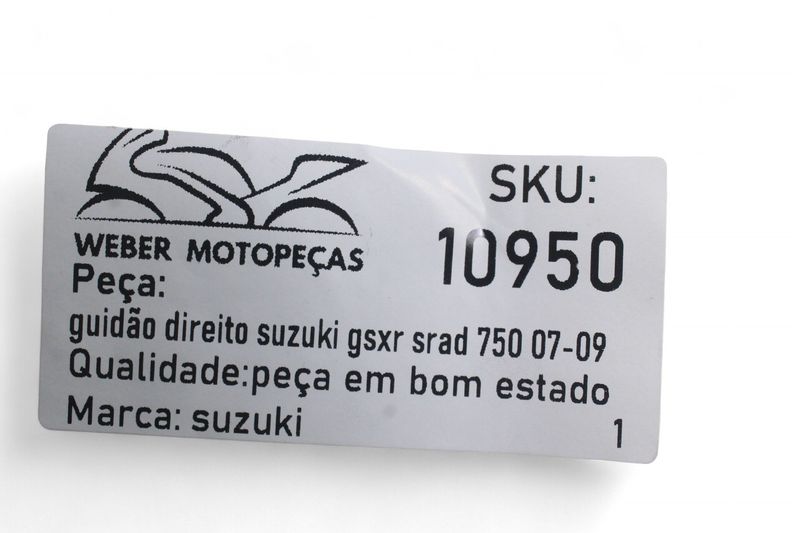 WEBER MOTOPEÇAS
SKU:
10950
Peça:
guidão direito suzuki gsxr srad 750 07-09
Qualidade:peça em bom estado
Marca: suzuki
1